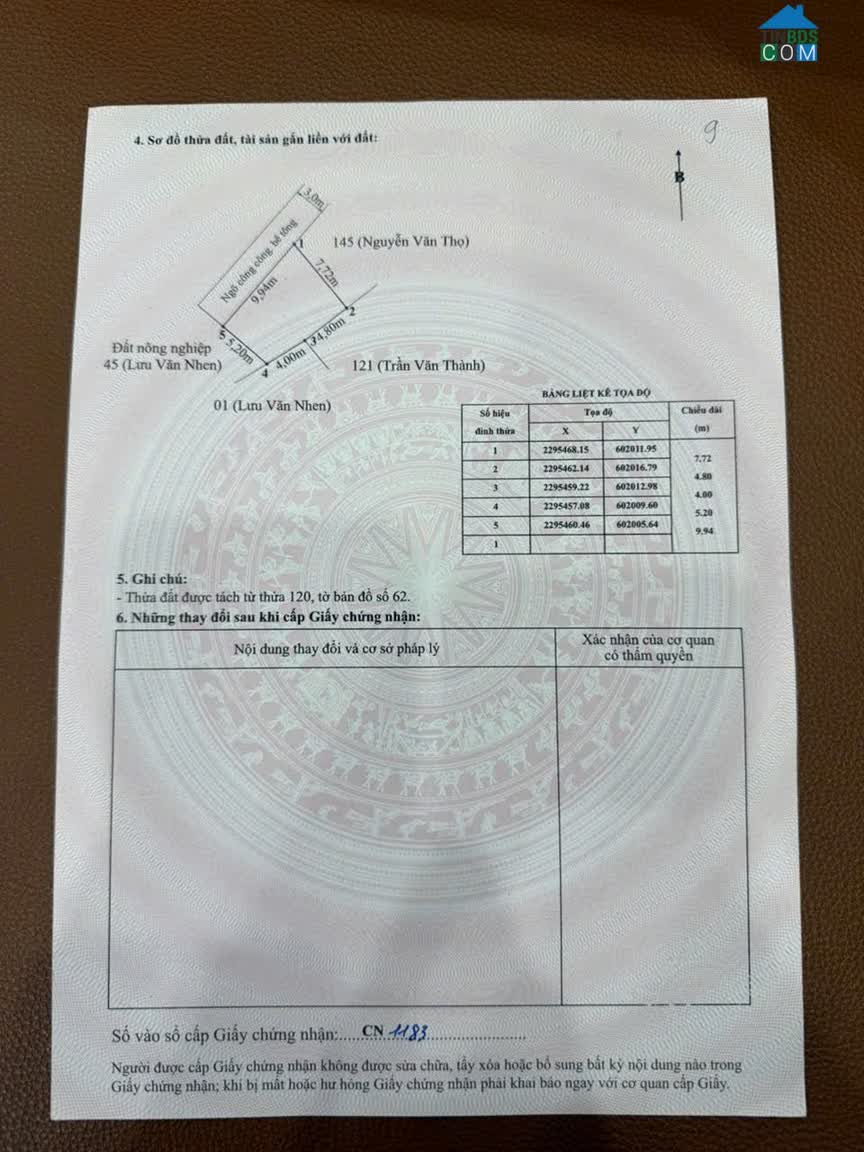 TINBDS
COM
9
4. Sơ đồ thửa đất, tài sản gắn liền với đất:
B
3,0m
Ngõ công cộng bê tông
1
145 (Nguyễn Văn Thọ)
7,72m
9,94m
2
5
5,20m
34,80m
4,00m
4
Đất nông nghiệp
45 (Lưu Văn Nhen)
121 (Trần Văn Thành)
01 (Lưu Văn Nhen)
BẢNG LIỆT KÊ TỌA ĐỘ
Số hiệu đỉnh thửa Tọa độ Chiều dài (m)
X Y
1 2295468.15 602011.95
7.72
2 2295462.14 602016.79
4.80
3 2295459.22 602012.98
4.00
4 2295457.08 602009.60
5.20
5 2295460.46 602005.64
9.94
1
5. Ghi chú:
- Thửa đất được tách từ thửa 120, tờ bản đồ số 62.
6. Những thay đổi sau khi cấp Giấy chứng nhận:
Nội dung thay đổi và cơ sở pháp lý
Xác nhận của cơ quan
có thẩm quyền
Số vào sổ cấp Giấy chứng nhận:.....CN 1183..........................
Người được cấp Giấy chứng nhận không được sửa chữa, tẩy xóa hoặc bổ sung bất kỳ nội dung nào trong
Giấy chứng nhận; khi bị mất hoặc hư hỏng Giấy chứng nhận phải khai báo ngay với cơ quan cấp Giấy.